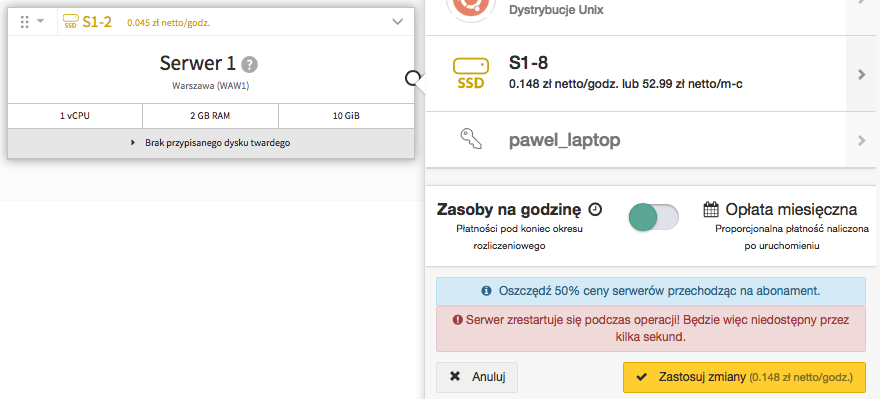 SSD S1-2 0.045 zł netto/godz.
Serwer 1 ?
Warszawa (WAW1)
1 vCPU 2 GB RAM 10 GiB
Brak przypisanego dysku twardego
Dystrybucje Unix
S1-8
SSD 0.148 zł netto/godz. lub 52.99 zł netto/m-c
pawel_laptop
Zasoby na godzinę
Płatności pod koniec okresu
rozliczeniowego
Opłata miesięczna
Proporcjonalna płatność naliczona
po uruchomieniu
Oszczędź 50% ceny serwerów przechodząc na abonament.
Serwer zrestartuje się podczas operacji! Będzie więc niedostępny przez
kilka sekund.
Anuluj
Zastosuj zmiany (0.148 zł netto/godz.)